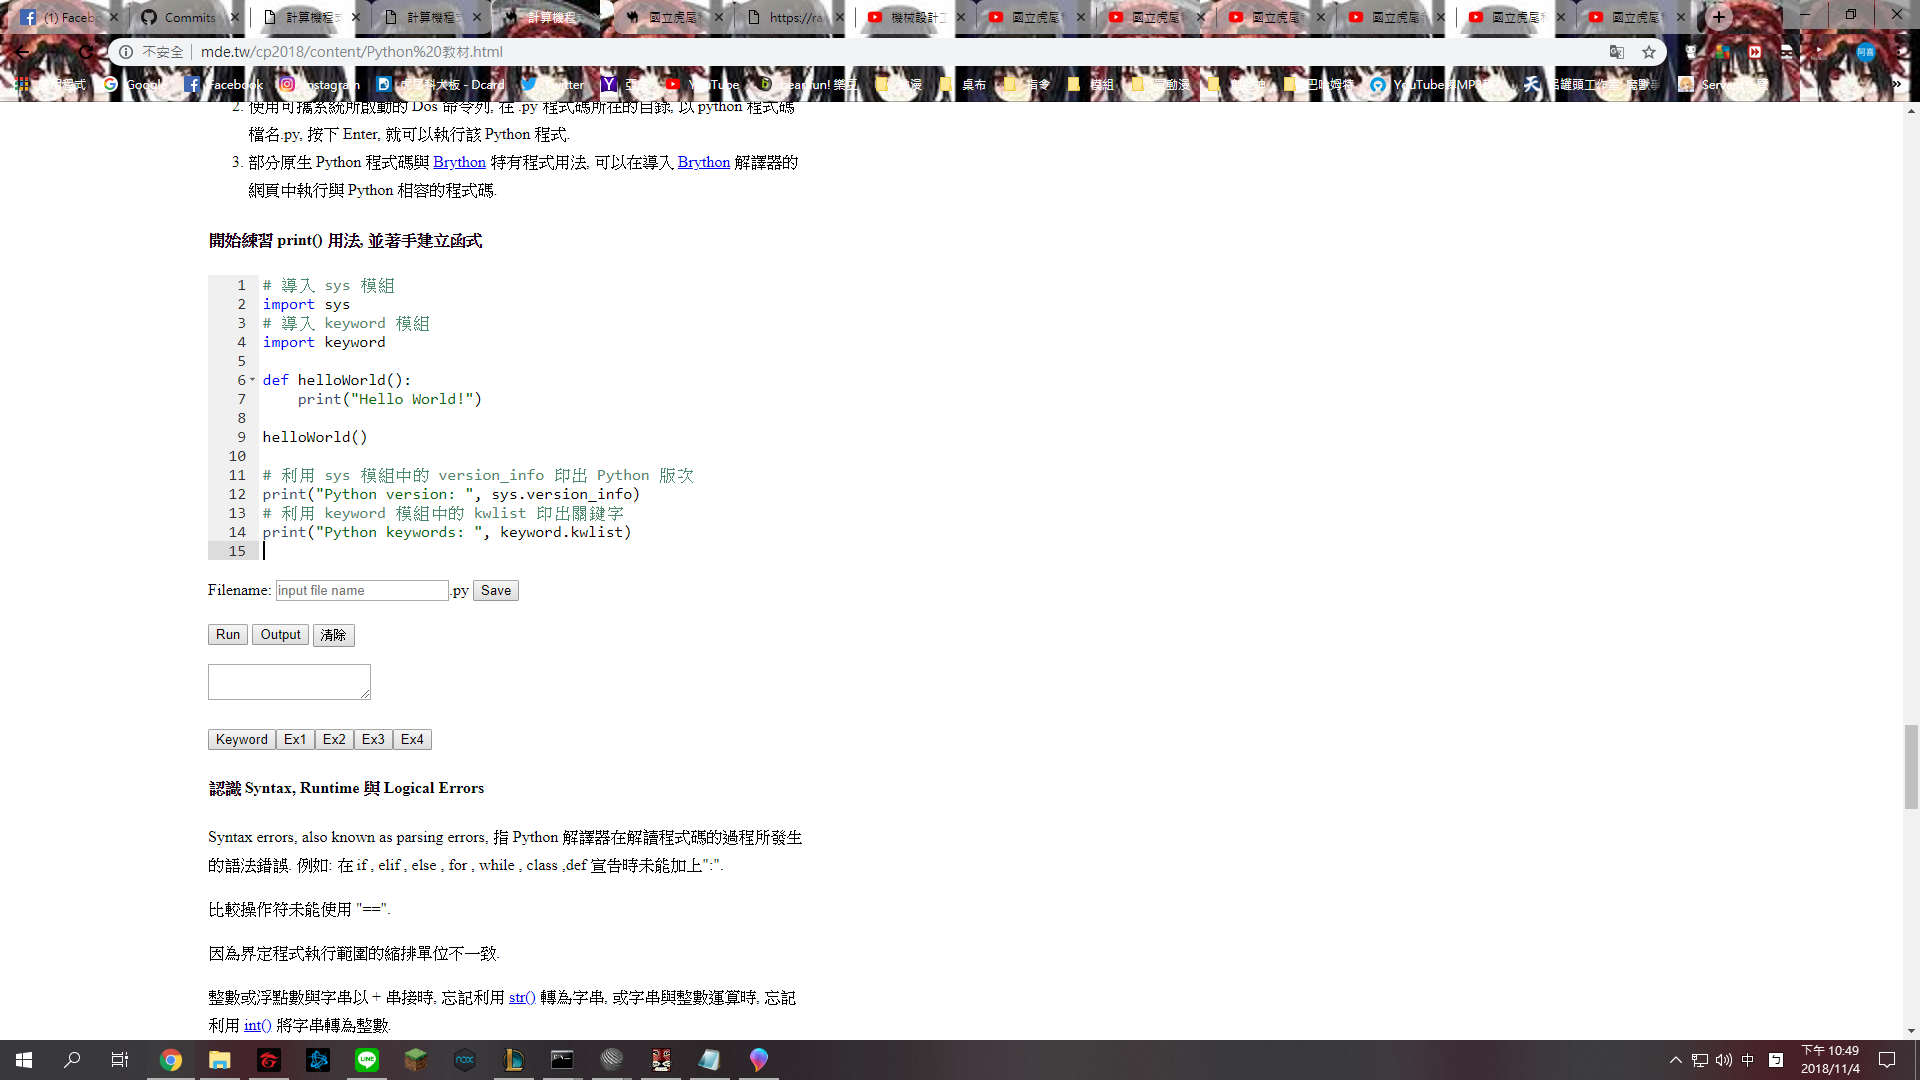 (1) Faceb
Commits
計算機程式
計算機程
計算機程
國立虎尾
https://ra
機械設計工
國立虎尾
國立虎尾
國立虎尾
國立虎尾
國立虎尾
國立虎尾
不安全 | mde.tw/cp2018/content/Python%20教材.html
Google
Facebook
Instagram
虎尾科大板 - Dcard
Twitter
YouTube
beanfun! 樂豆
桌布
指令
模組
巴哈姆特
2. 使用可攜系統所啟動的 Dos 命令列, 在 .py 程式碼所在的目錄, 以 python 程式碼
檔名.py, 按下 Enter, 就可以執行該 Python 程式.
3. 部分原生 Python 程式碼與 Brython 特有程式用法, 可以在導入 Brython 解譯器的
網頁中執行與 Python 相容的程式碼.
開始練習 print() 用法, 並著手建立函式
1 # 導入 sys 模組
2 import sys
3 # 導入 keyword 模組
4 import keyword
5
6 def helloWorld():
7 print("Hello World!")
8
9 helloWorld()
10
11 # 利用 sys 模組中的 version_info 印出 Python 版次
12 print("Python version: ", sys.version_info)
13 # 利用 keyword 模組中的 kwlist 印出關鍵字
14 print("Python keywords: ", keyword.kwlist)
15
Filename: input file name .py Save
Run Output 清除
Keyword Ex1 Ex2 Ex3 Ex4
認識 Syntax, Runtime 與 Logical Errors
Syntax errors, also known as parsing errors, 指 Python 解譯器在解讀程式碼的過程所發生
的語法錯誤. 例如: 在 if , elif , else , for , while , class ,def 宣告時未能加上":".
比較操作符未能使用 "==".
因為界定程式執行範圍的縮排單位不一致.
整數或浮點數與字串以 + 串接時, 忘記利用 str() 轉為字串, 或字串與整數運算時, 忘記
利用 int() 將字串轉為整數.
中
下午 10:49
2018/11/4